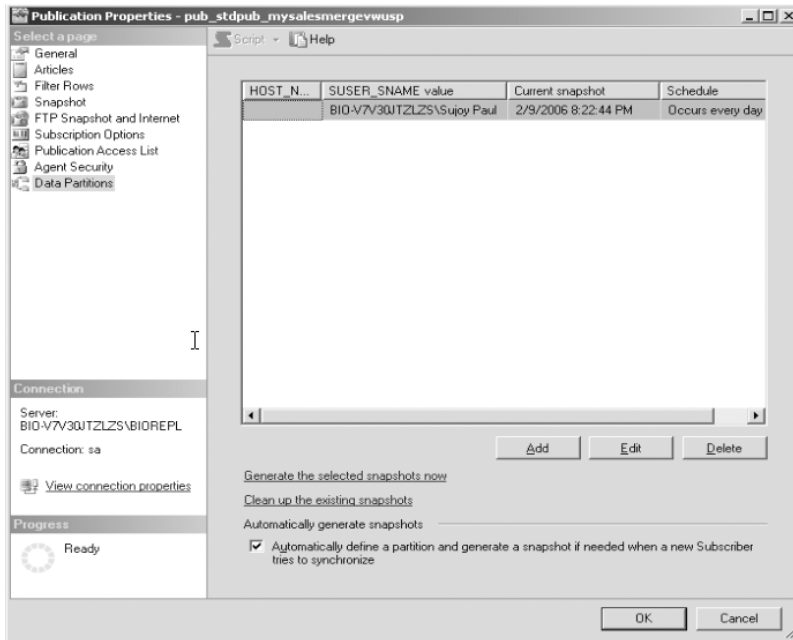 Publication Properties - pub_stdpub_mysalesmergevwusp
Select a page
General
Articles
Filter Rows
Snapshot
FTP Snapshot and Internet
Subscription Options
Publication Access List
Agent Security
Data Partitions
Connection
Server:
BIO-V7V30JTZLZS\BIOREPL
Connection: sa
View connection properties
Progress
Ready
Script Help
HOST_N... SUSER_SNAME value Current snapshot Schedule
BIO-V7V30JTZLZS\Sujoy Paul 2/9/2006 8:22:44 PM Occurs every day
Add Edit Delete
Generate the selected snapshots now
Clean up the existing snapshots
Automatically generate snapshots
Automatically define a partition and generate a snapshot if needed when a new Subscriber
tries to synchronize
OK Cancel